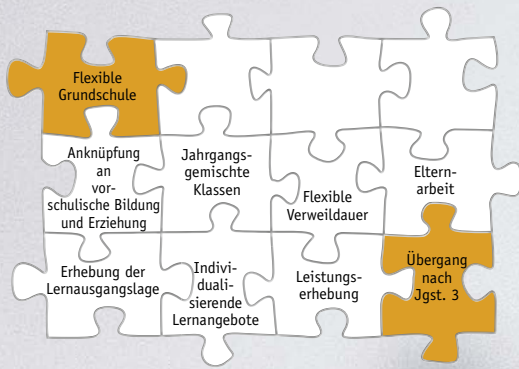 Flexible
Grundschule
Anknüpfung
an
vor-
schulische Bildung
und Erziehung
Jahrgangs-
gemischte
Klassen
Flexible
Verweildauer
Eltern-
arbeit
Erhebung der
Lernausgangslage
Indivi-
duali-
sierende
Lernangebote
Leistungs-
erhebung
Übergang
nach
Jgst. 3